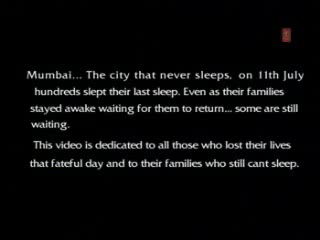 Mumbai... The city that never sleeps, on 11th July
hundreds slept their last sleep. Even as their families
stayed awake waiting for them to return... some are still
waiting.
This video is dedicated to all those who lost their lives
that fateful day and to their families who still cant sleep.